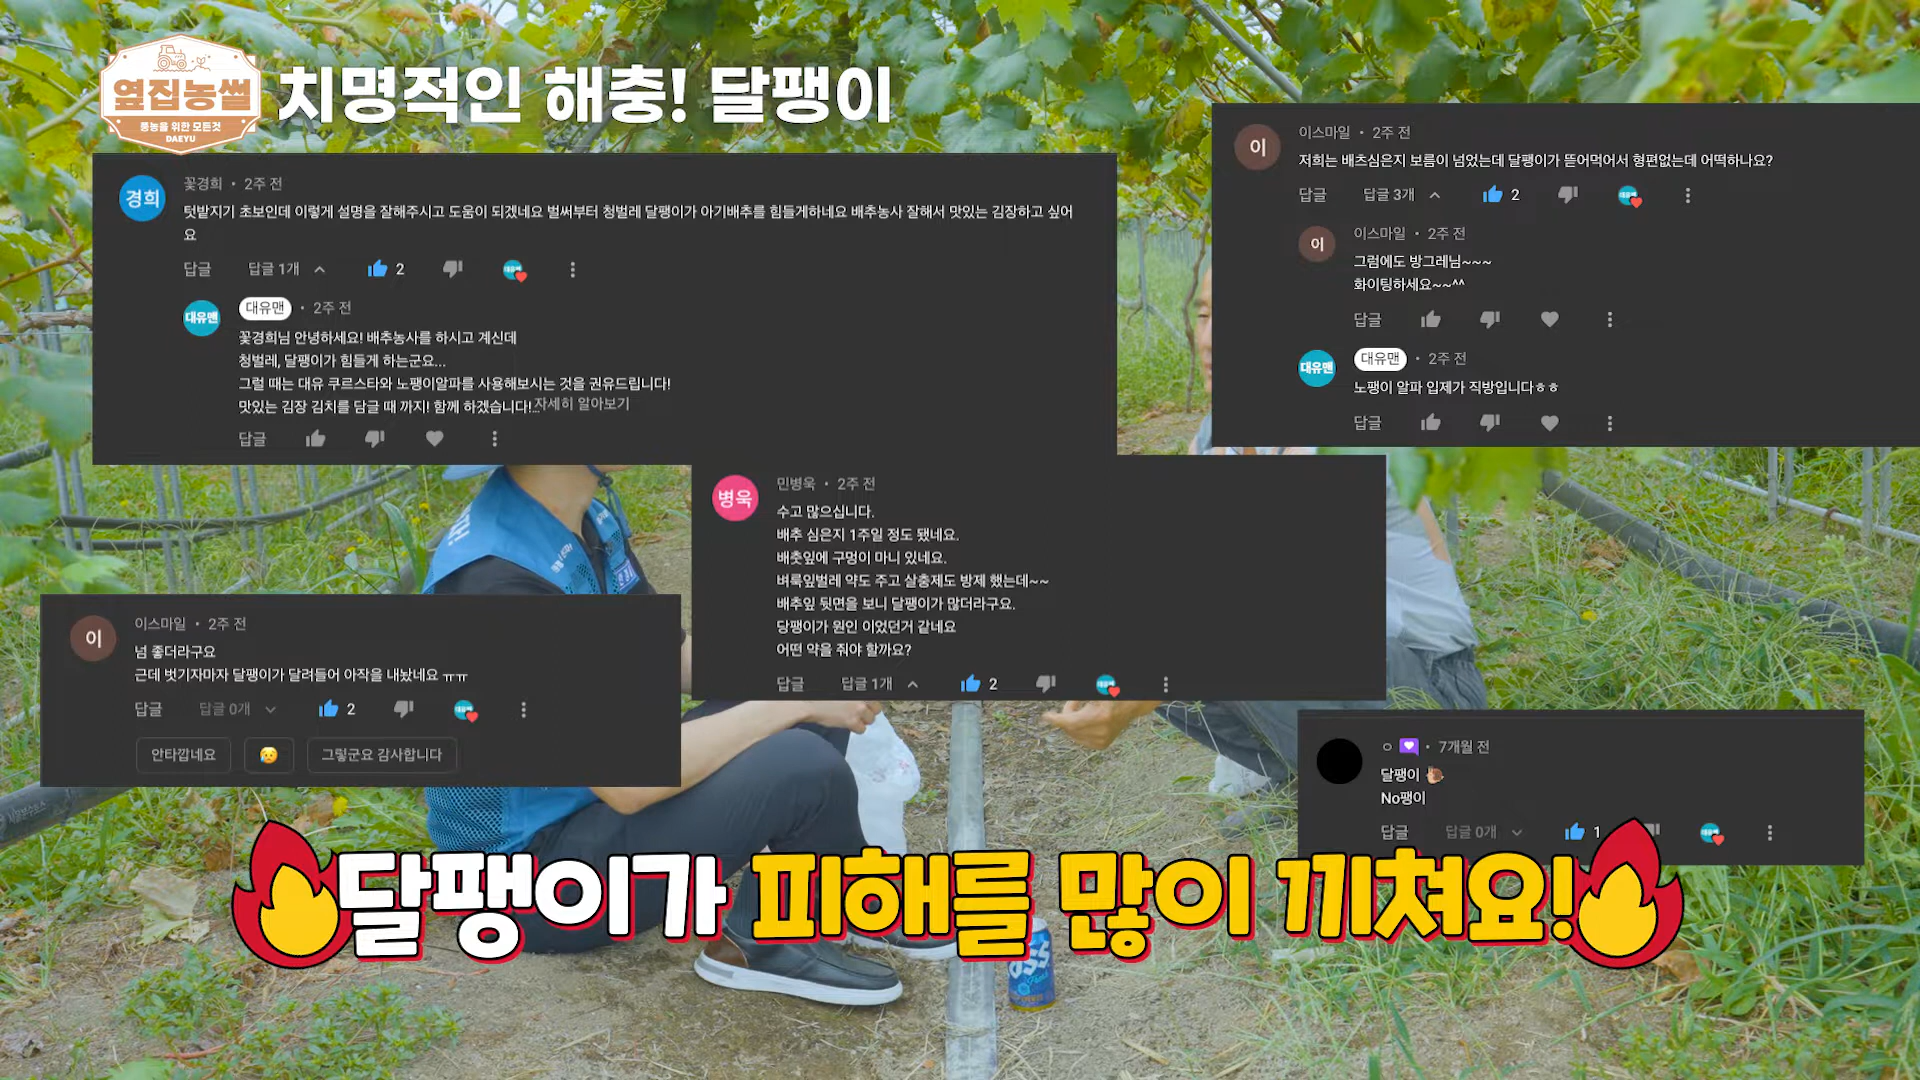 옆집농썰
풍농을 위한 모든것
DAEYU
치명적인 해충! 달팽이
경희
꽃경희 • 2주 전
텃밭지기 초보인데 이렇게 설명을 잘해주시고 도움이 되겠네요 벌써부터 청벌레 달팽이가 아기배추를 힘들게하네요 배추농사 잘해서 맛있는 김장하고 싶어
요
답글 답글 1개 2
대유맨
대유맨 • 2주 전
꽃경희님 안녕하세요! 배추농사를 하시고 계신데
청벌레, 달팽이가 힘들게 하는군요...
그럴 때는 대유 쿠르스타와 노팽이알파를 사용해보시는 것을 권유드립니다!
맛있는 김장 김치를 담글 때 까지! 함께 하겠습니다!...자세히 알아보기
답글
이
이스마일 • 2주 전
저희는 배츠심은지 보름이 넘었는데 달팽이가 뜯어먹어서 형편없는데 어떡하나요?
답글 답글 3개 2
이
이스마일 • 2주 전
그럼에도 방그레님~~~
화이팅하세요~~^^
답글
대유맨
대유맨 • 2주 전
노팽이 알파 입제가 직방입니다ㅎㅎ
답글
병욱
민병욱 • 2주 전
수고 많으십니다.
배추 심은지 1주일 정도 됐네요.
배춧잎에 구멍이 마니 있네요.
벼룩잎벌레 약도 주고 살충제도 방제 했는데~~
배추잎 뒷면을 보니 달팽이가 많더라구요.
당팽이가 원인 이었던거 같네요
어떤 약을 줘야 할까요?
답글 답글 1개 2
이
이스마일 • 2주 전
넘 좋더라구요
근데 벗기자마자 달팽이가 달려들어 아작을 내놨네요 ㅠㅠ
답글 답글 0개 2
안타깝네요 😥 그렇군요 감사합니다
ㅇ • 7개월 전
달팽이 🐌
No팽이
답글 답글 0개 1
달팽이가 피해를 많이 끼쳐요!